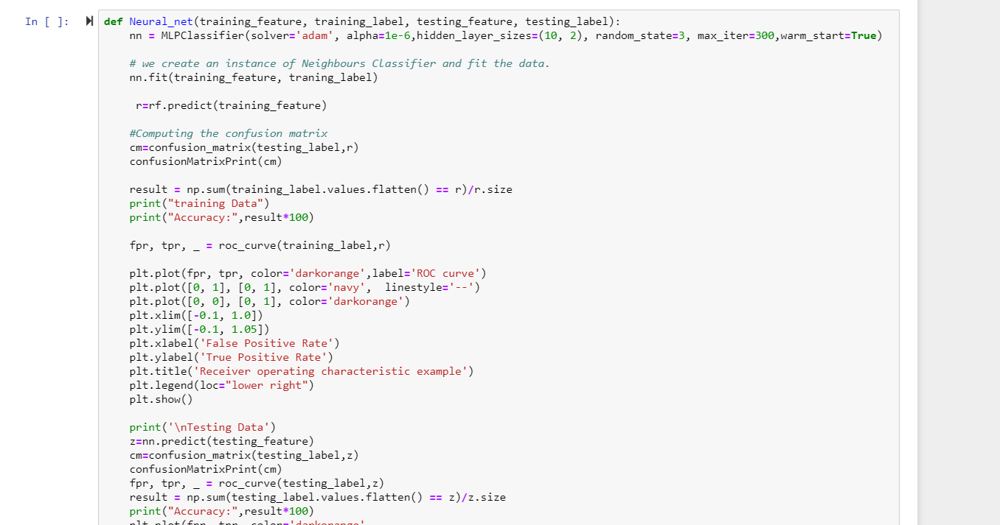 In [ ]: def Neural_net(training_feature, training_label, testing_feature, testing_label):
    nn = MLPClassifier(solver='adam', alpha=1e-6,hidden_layer_sizes=(10, 2), random_state=3, max_iter=300,warm_start=True)
    # we create an instance of Neighbours Classifier and fit the data.
    nn.fit(training_feature, traning_label)
     r=rf.predict(training_feature)
    #Computing the confusion matrix
    cm=confusion_matrix(testing_label,r)
    confusionMatrixPrint(cm)
    result = np.sum(training_label.values.flatten() == r)/r.size
    print("training Data")
    print("Accuracy:",result*100)
    fpr, tpr, _ = roc_curve(training_label,r)
    plt.plot(fpr, tpr, color='darkorange',label='ROC curve')
    plt.plot([0, 1], [0, 1], color='navy',  linestyle='--')
    plt.plot([0, 0], [0, 1], color='darkorange')
    plt.xlim([-0.1, 1.0])
    plt.ylim([-0.1, 1.05])
    plt.xlabel('False Positive Rate')
    plt.ylabel('True Positive Rate')
    plt.title('Receiver operating characteristic example')
    plt.legend(loc="lower right")
    plt.show()
    print('\nTesting Data')
    z=nn.predict(testing_feature)
    cm=confusion_matrix(testing_label,z)
    confusionMatrixPrint(cm)
    fpr, tpr, _ = roc_curve(testing_label,z)
    result = np.sum(testing_label.values.flatten() == z)/z.size
    print("Accuracy:",result*100)
    plt.plot(fpr, tpr, color='darkorange',